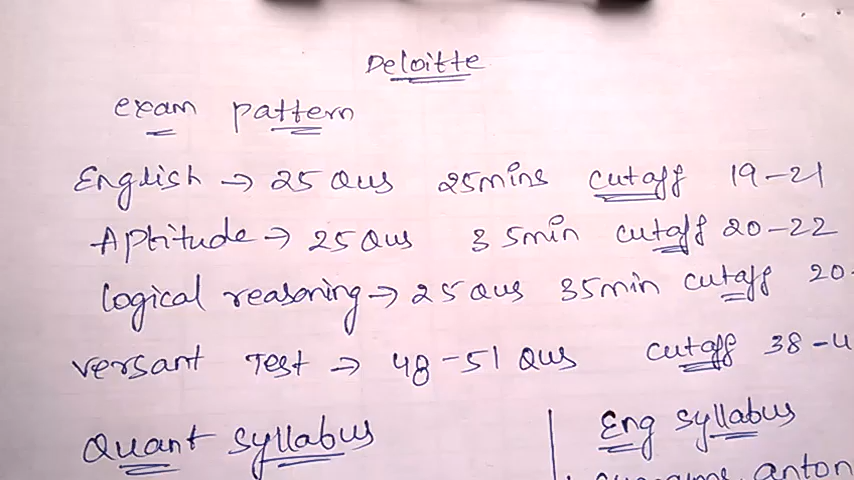 Deloitte
exam pattern
English → 25 Qus 25mins cutoff 19-21
Aptitude → 25 Qus 35min cutoff 20-22
Logical reasoning → 25 Qus 35min cutoff 20-
Versant Test → 48-51 Qus cutoff 38-4
Quant syllabus
Eng syllabus